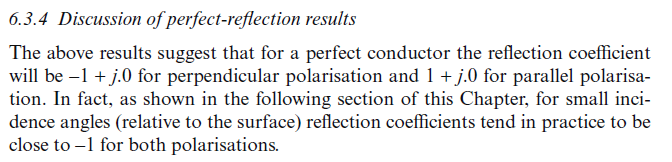 6.3.4 Discussion of perfect-reflection results
The above results suggest that for a perfect conductor the reflection coefficient
will be –1 + j.0 for perpendicular polarisation and 1 + j.0 for parallel polarisa-
tion. In fact, as shown in the following section of this Chapter, for small inci-
dence angles (relative to the surface) reflection coefficients tend in practice to be
close to –1 for both polarisations.